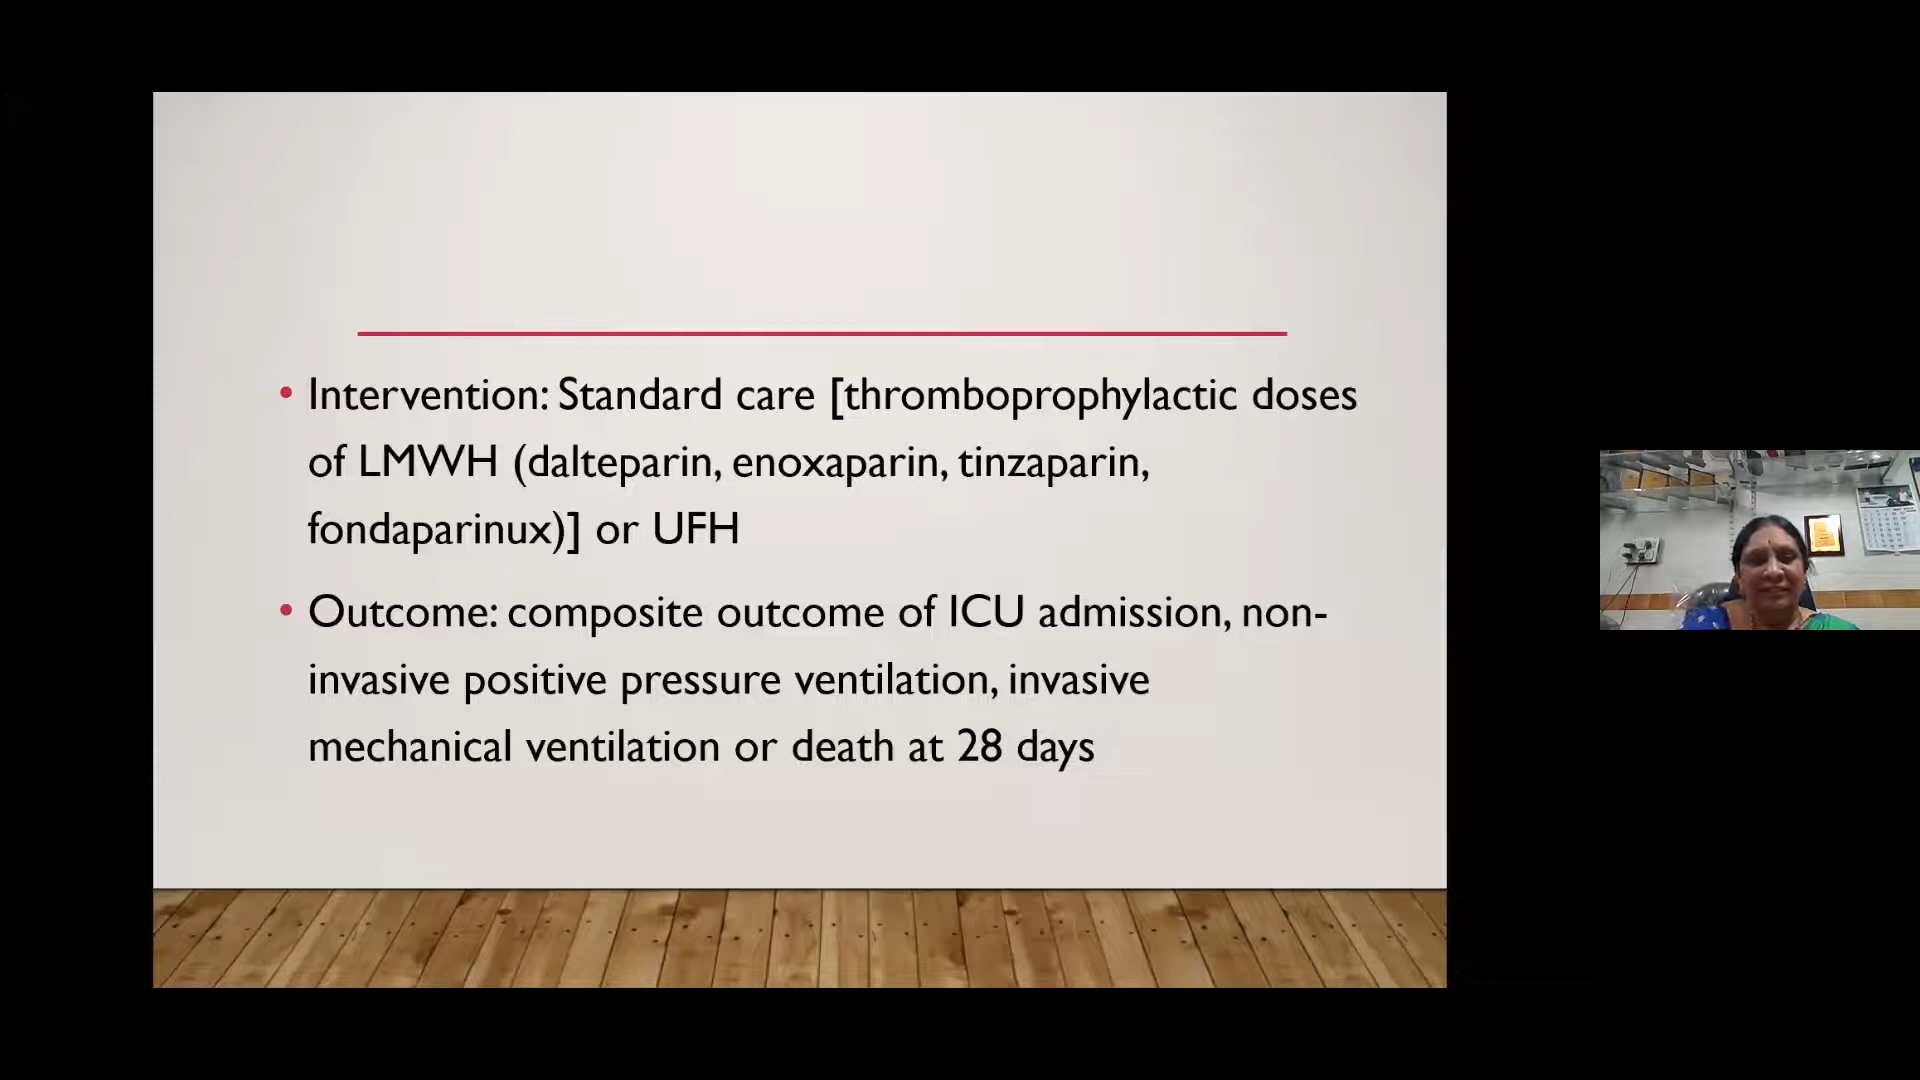 • Intervention: Standard care [thromboprophylactic doses
of LMWH (dalteparin, enoxaparin, tinzaparin,
fondaparinux)] or UFH
• Outcome: composite outcome of ICU admission, non-
invasive positive pressure ventilation, invasive
mechanical ventilation or death at 28 days